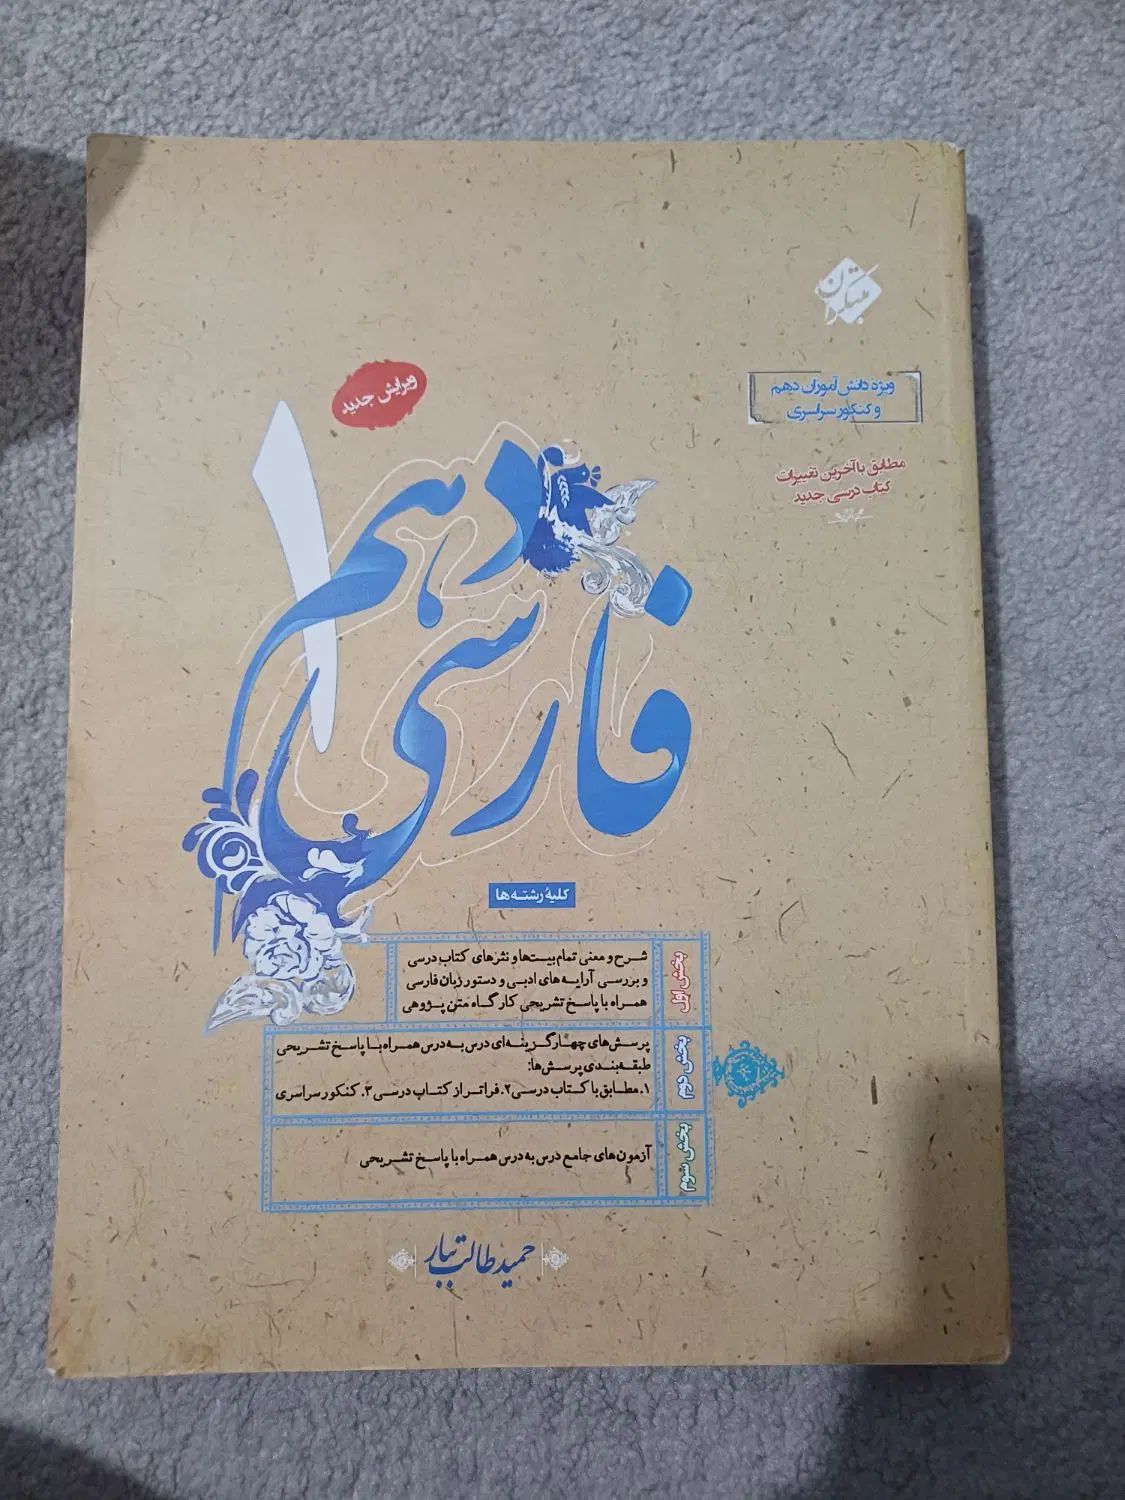 مبتکران
ویژه دانش‌آموزان دهم
و کنکور سراسری
مطابق با آخرین تغییرات
کتاب درسی جدید
ویرایش جدید
فارسی دهم ۱
کلیهٔ رشته‌ها
بخش اوّل
شرح و معنی تمام بیت‌ها و نثرهای کتاب درسی
و بررسی آرایه‌های ادبی و دستور زبان فارسی
همراه با پاسخ تشریحی کارگاه متن پژوهی
بخش دوم
پرسش‌های چهارگزینه‌ای درس به درس همراه با پاسخ تشریحی
طبقه‌بندی پرسش‌ها:
۱. مطابق با کتاب درسی ۲. فراتر از کتاب درسی ۳. کنکور سراسری
بخش سوم
آزمون‌های جامع درس به درس همراه با پاسخ تشریحی
حمید طالب تبار